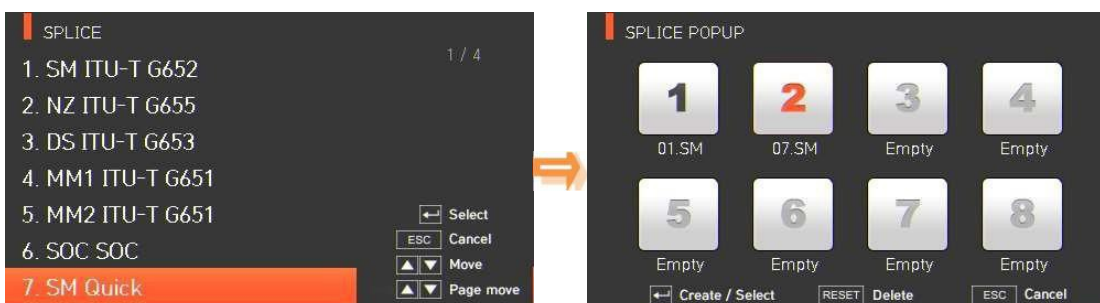 SPLICE
1 / 4
1. SM ITU-T G652
2. NZ ITU-T G655
3. DS ITU-T G653
4. MM1 ITU-T G651
5. MM2 ITU-T G651
6. SOC SOC
7. SM Quick
Select
ESC Cancel
Move
Page move
SPLICE POPUP
1 2 3 4
01.SM 07.SM Empty Empty
5 6 7 8
Empty Empty Empty Empty
Create / Select RESET Delete ESC Cancel